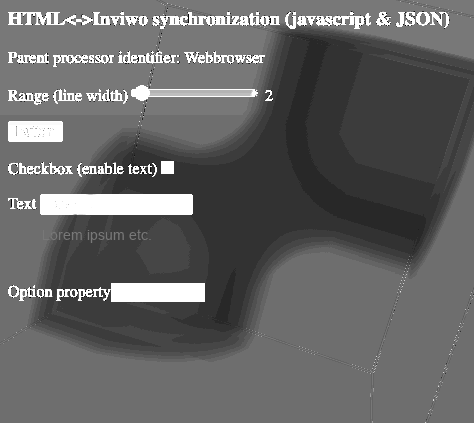 HTML<->Inviwo synchronization (javascript & JSON)
Parent processor identifier: Webbrowser
Range (line width) 2
Button
Checkbox (enable text)
Text
Lorem ipsum etc.
Option property